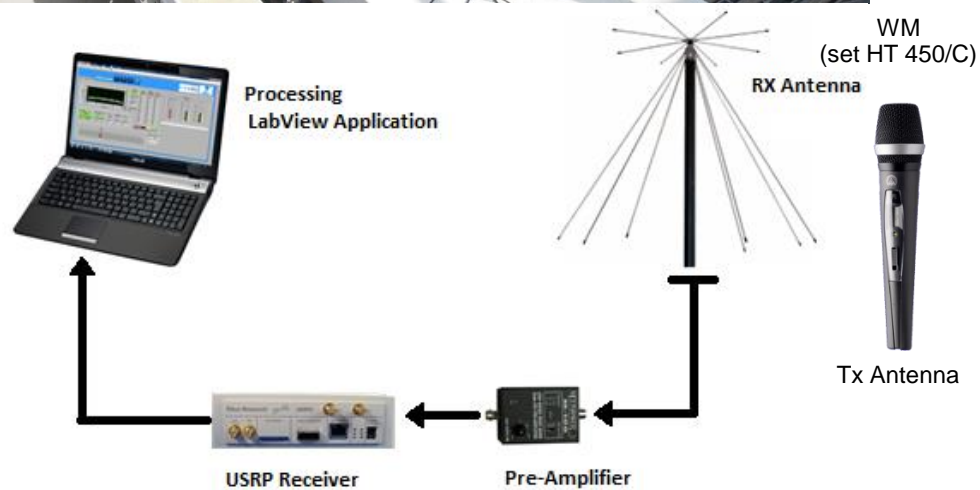 WM
(set HT 450/C)
Processing
LabView Application
RX Antenna
Tx Antenna
USRP Receiver
Pre-Amplifier